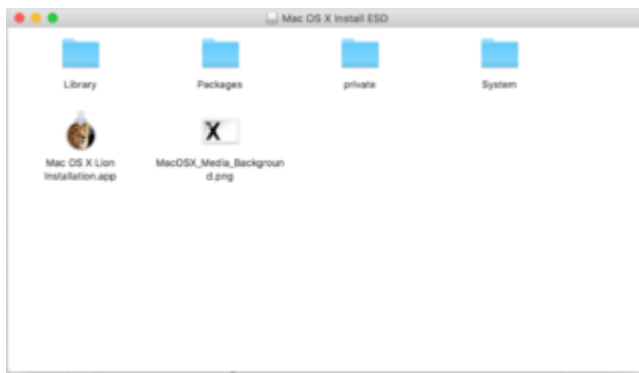 Mac OS X Install ESD
Library
Packages
private
System
Mac OS X Lion
Installation.app
MacOSX_Media_Backgroun
d.png